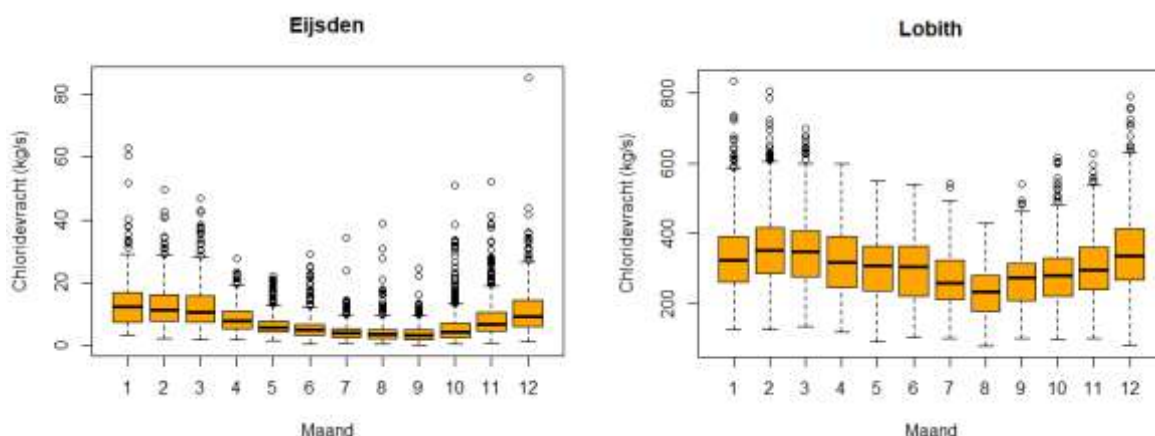 Eijsden
Chloridevracht (kg/s)
80
60
40
20
0
1 2 3 4 5 6 7 8 9 10 11 12
Maand
Lobith
Chloridevracht (kg/s)
800
600
400
200
1 2 3 4 5 6 7 8 9 10 11 12
Maand